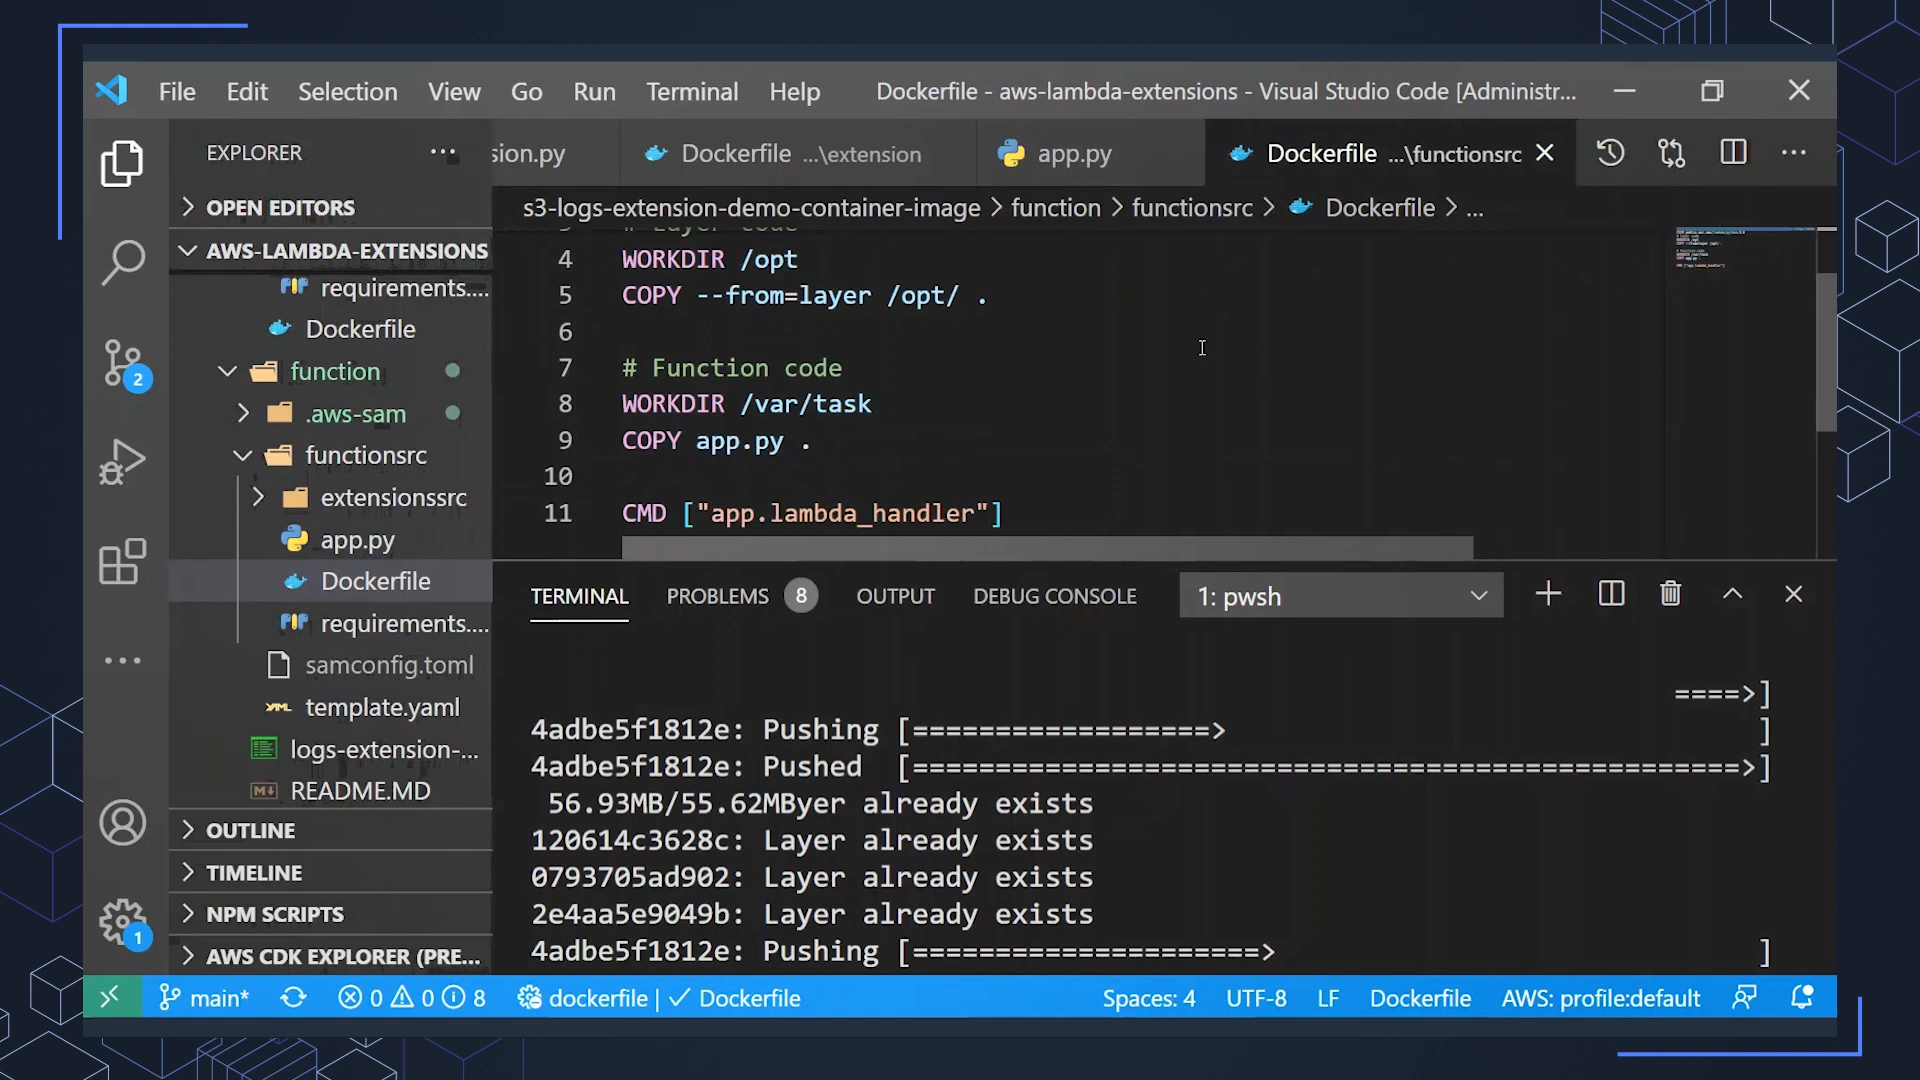 File Edit Selection View Go Run Terminal Help Dockerfile - aws-lambda-extensions - Visual Studio Code [Administr...
EXPLORER ...
sion.py Dockerfile ...\extension app.py Dockerfile ...\functionsrc
OPEN EDITORS
AWS-LAMBDA-EXTENSIONS
requirements....
Dockerfile
function
.aws-sam
functionsrc
extensionssrc
app.py
Dockerfile
requirements....
samconfig.toml
template.yaml
logs-extension-...
README.MD
OUTLINE
TIMELINE
NPM SCRIPTS
AWS CDK EXPLORER (PRE...
2
1
s3-logs-extension-demo-container-image > function > functionsrc > Dockerfile > ...
3 # Layer code
4 WORKDIR /opt
5 COPY --from=layer /opt/ .
6
7 # Function code
8 WORKDIR /var/task
9 COPY app.py .
10
11 CMD ["app.lambda_handler"]
TERMINAL PROBLEMS 8 OUTPUT DEBUG CONSOLE 1: pwsh
====>]
4adbe5f1812e: Pushing [==================> ]
4adbe5f1812e: Pushed [==================================================>]
56.93MB/55.62MByer already exists
120614c3628c: Layer already exists
0793705ad902: Layer already exists
2e4aa5e9049b: Layer already exists
4adbe5f1812e: Pushing [=====================> ]
main* 0 0 8 dockerfile | ✓ Dockerfile Spaces: 4 UTF-8 LF Dockerfile AWS: profile:default